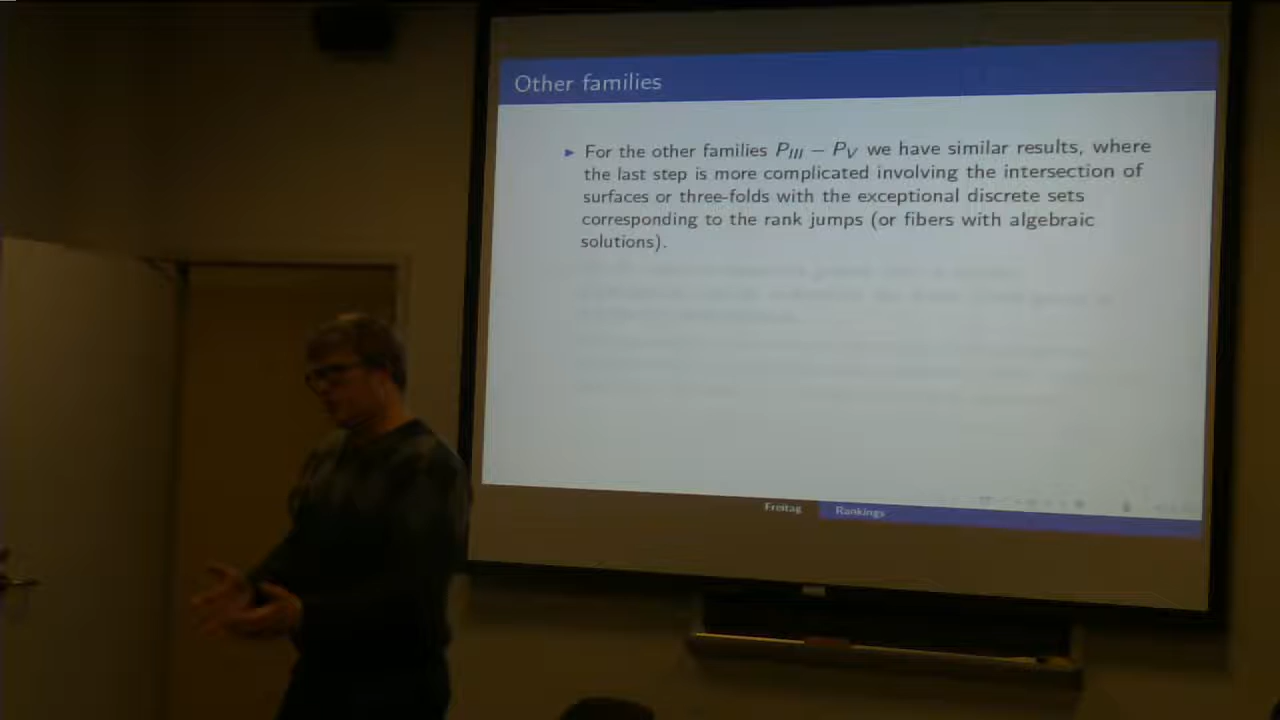 Other families
► For the other families P_III − P_V we have similar results, where
the last step is more complicated involving the intersection of
surfaces or three-folds with the exceptional discrete sets
corresponding to the rank jumps (or fibers with algebraic
solutions).
Freitag Rankings